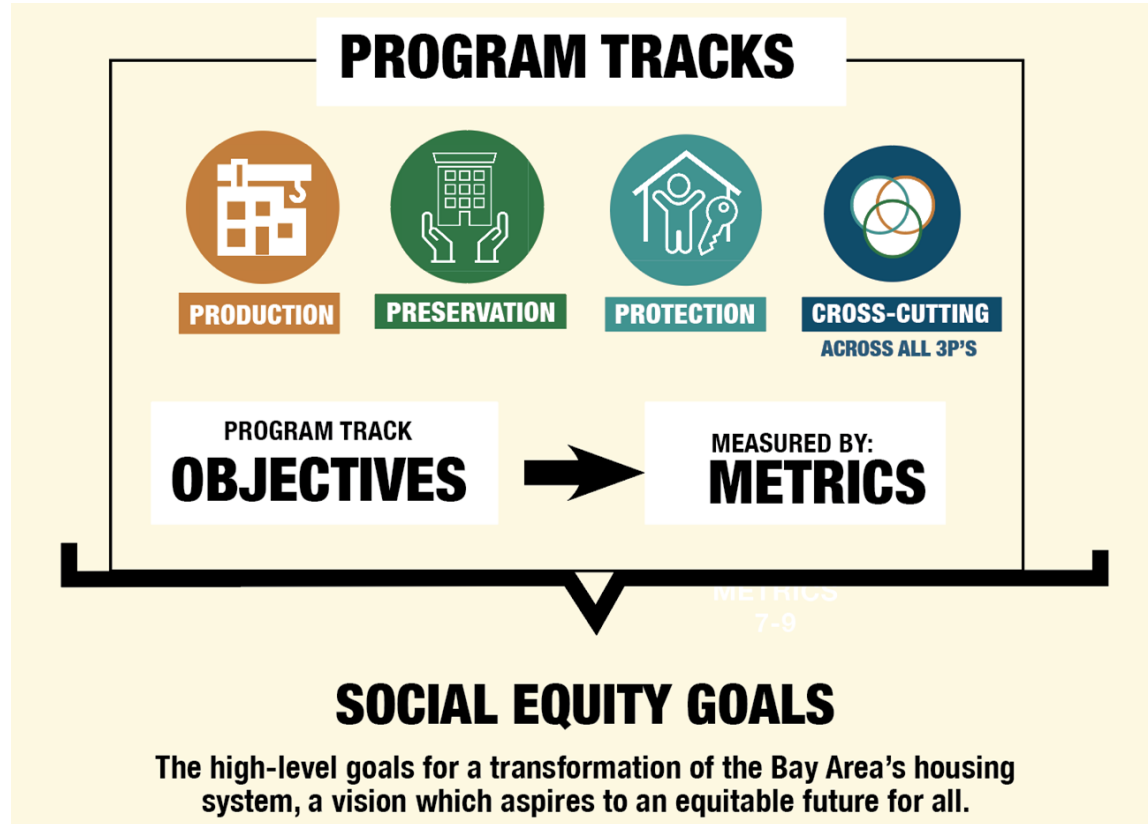 PROGRAM TRACKS
PRODUCTION
PRESERVATION
PROTECTION
CROSS-CUTTING
ACROSS ALL 3P'S
PROGRAM TRACK
OBJECTIVES
MEASURED BY:
METRICS
METRICS
7-9
SOCIAL EQUITY GOALS
The high-level goals for a transformation of the Bay Area's housing
system, a vision which aspires to an equitable future for all.